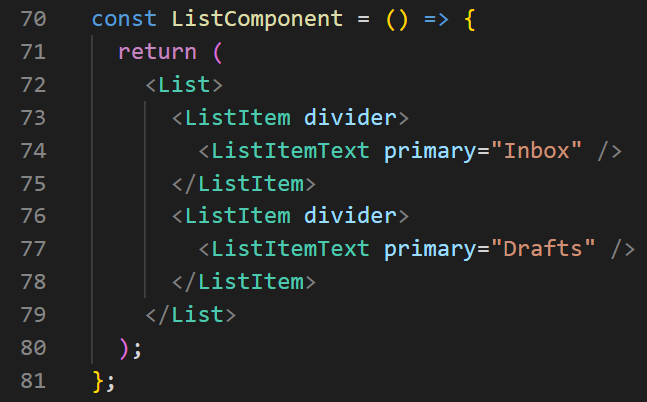 70 const ListComponent = () => {
71 return (
72 <List>
73 <ListItem divider>
74 <ListItemText primary="Inbox" />
75 </ListItem>
76 <ListItem divider>
77 <ListItemText primary="Drafts" />
78 </ListItem>
79 </List>
80 );
81 };